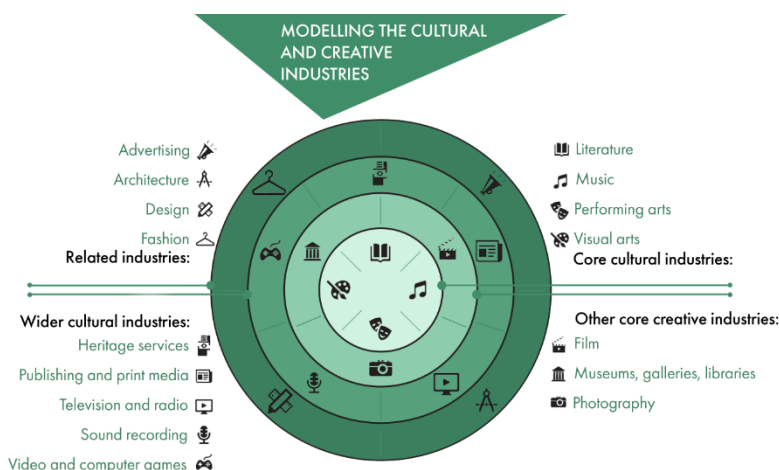 MODELLING THE CULTURAL
AND CREATIVE
INDUSTRIES
Advertising
Architecture
Design
Fashion
Related industries:
Wider cultural industries:
Heritage services
Publishing and print media
Television and radio
Sound recording
Video and computer games
Literature
Music
Performing arts
Visual arts
Core cultural industries:
Other core creative industries:
Film
Museums, galleries, libraries
Photography